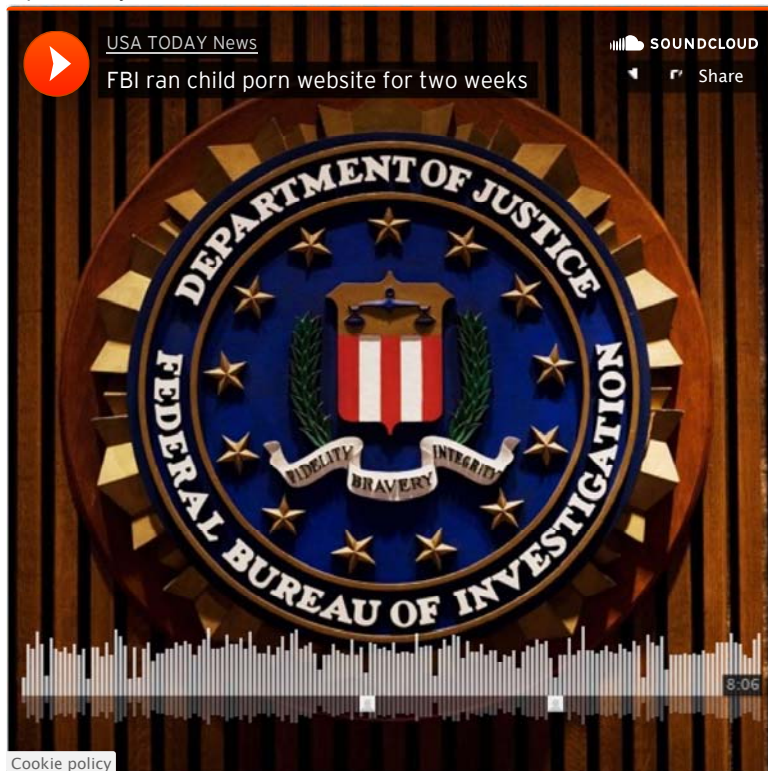 USA TODAY News
SOUNDCLOUD
FBI ran child porn website for two weeks
Share
DEPARTMENT OF JUSTICE
FIDELITY BRAVERY INTEGRITY
FEDERAL BUREAU OF INVESTIGATION
8:06
Cookie policy